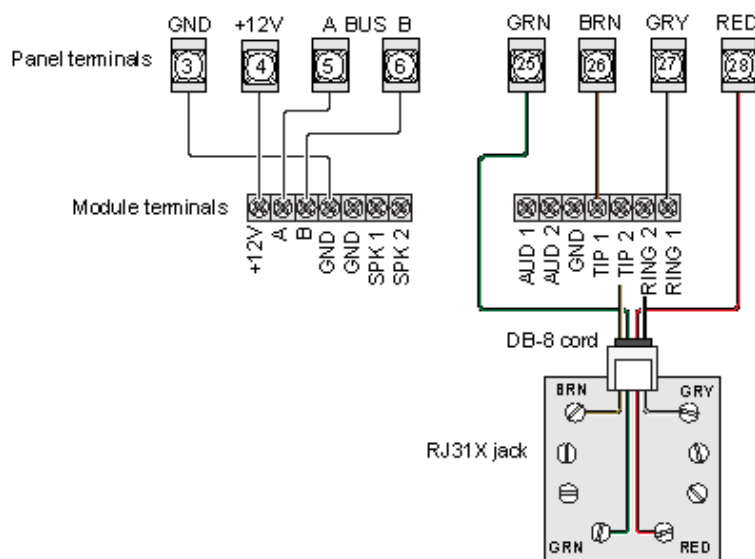 GND +12V A BUS B GRN BRN GRY RED
Panel terminals 3 4 5 6 25 26 27 28
Module terminals
+12V A B GND GND SPK 1 SPK 2 AUD 1 AUD 2 GND TIP 1 TIP 2 RING 2 RING 1
DB-8 cord
BRN GRY
RJ31X jack
GRN RED